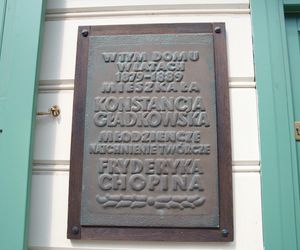 W TYM DOMU
W LATACH
1879-1889
MIESZKAŁA
KONSTANCJA
GŁADKOWSKA
MŁODZIEŃCZE
NATCHNIENIE TWÓRCZE
FRYDERYKA
CHOPINA